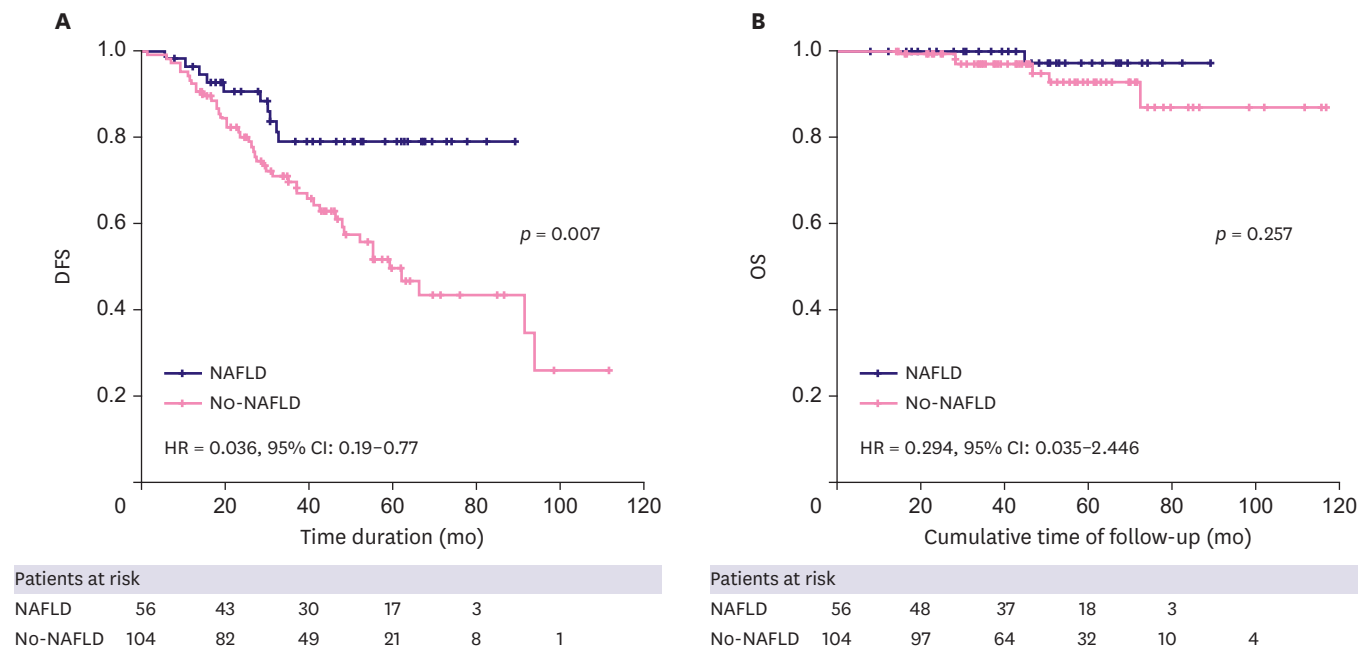 A
1.0
0.8
0.6
0.4
0.2
DFS
p = 0.007
NAFLD
No-NAFLD
HR = 0.036, 95% CI: 0.19–0.77
0 20 40 60 80 100 120
Time duration (mo)
Patients at risk
NAFLD 56 43 30 17 3
No-NAFLD 104 82 49 21 8 1
B
1.0
0.8
0.6
0.4
0.2
OS
p = 0.257
NAFLD
No-NAFLD
HR = 0.294, 95% CI: 0.035–2.446
0 20 40 60 80 100 120
Cumulative time of follow-up (mo)
Patients at risk
NAFLD 56 48 37 18 3
No-NAFLD 104 97 64 32 10 4